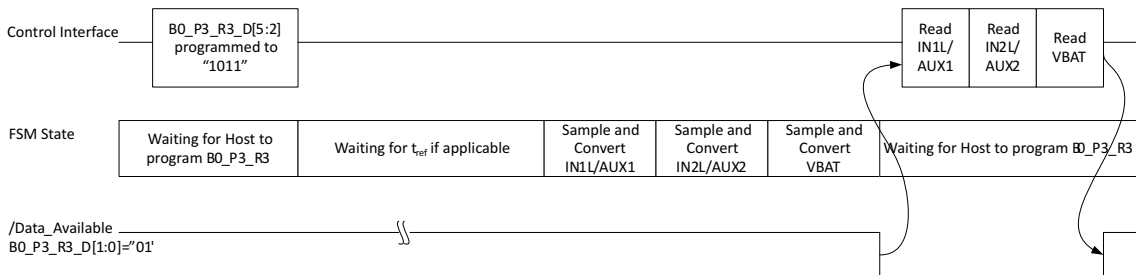 Control Interface
B0_P3_R3_D[5:2]
programmed to
“1011”
Read
IN1L/
AUX1
Read
IN2L/
AUX2
Read
VBAT
FSM State
Waiting for Host to
program B0_P3_R3
Waiting for tref if applicable
Sample and
Convert
IN1L/AUX1
Sample and
Convert
IN2L/AUX2
Sample and
Convert
VBAT
Waiting for Host to program B0_P3_R3
/Data_Available
B0_P3_R3_D[1:0]=”01'